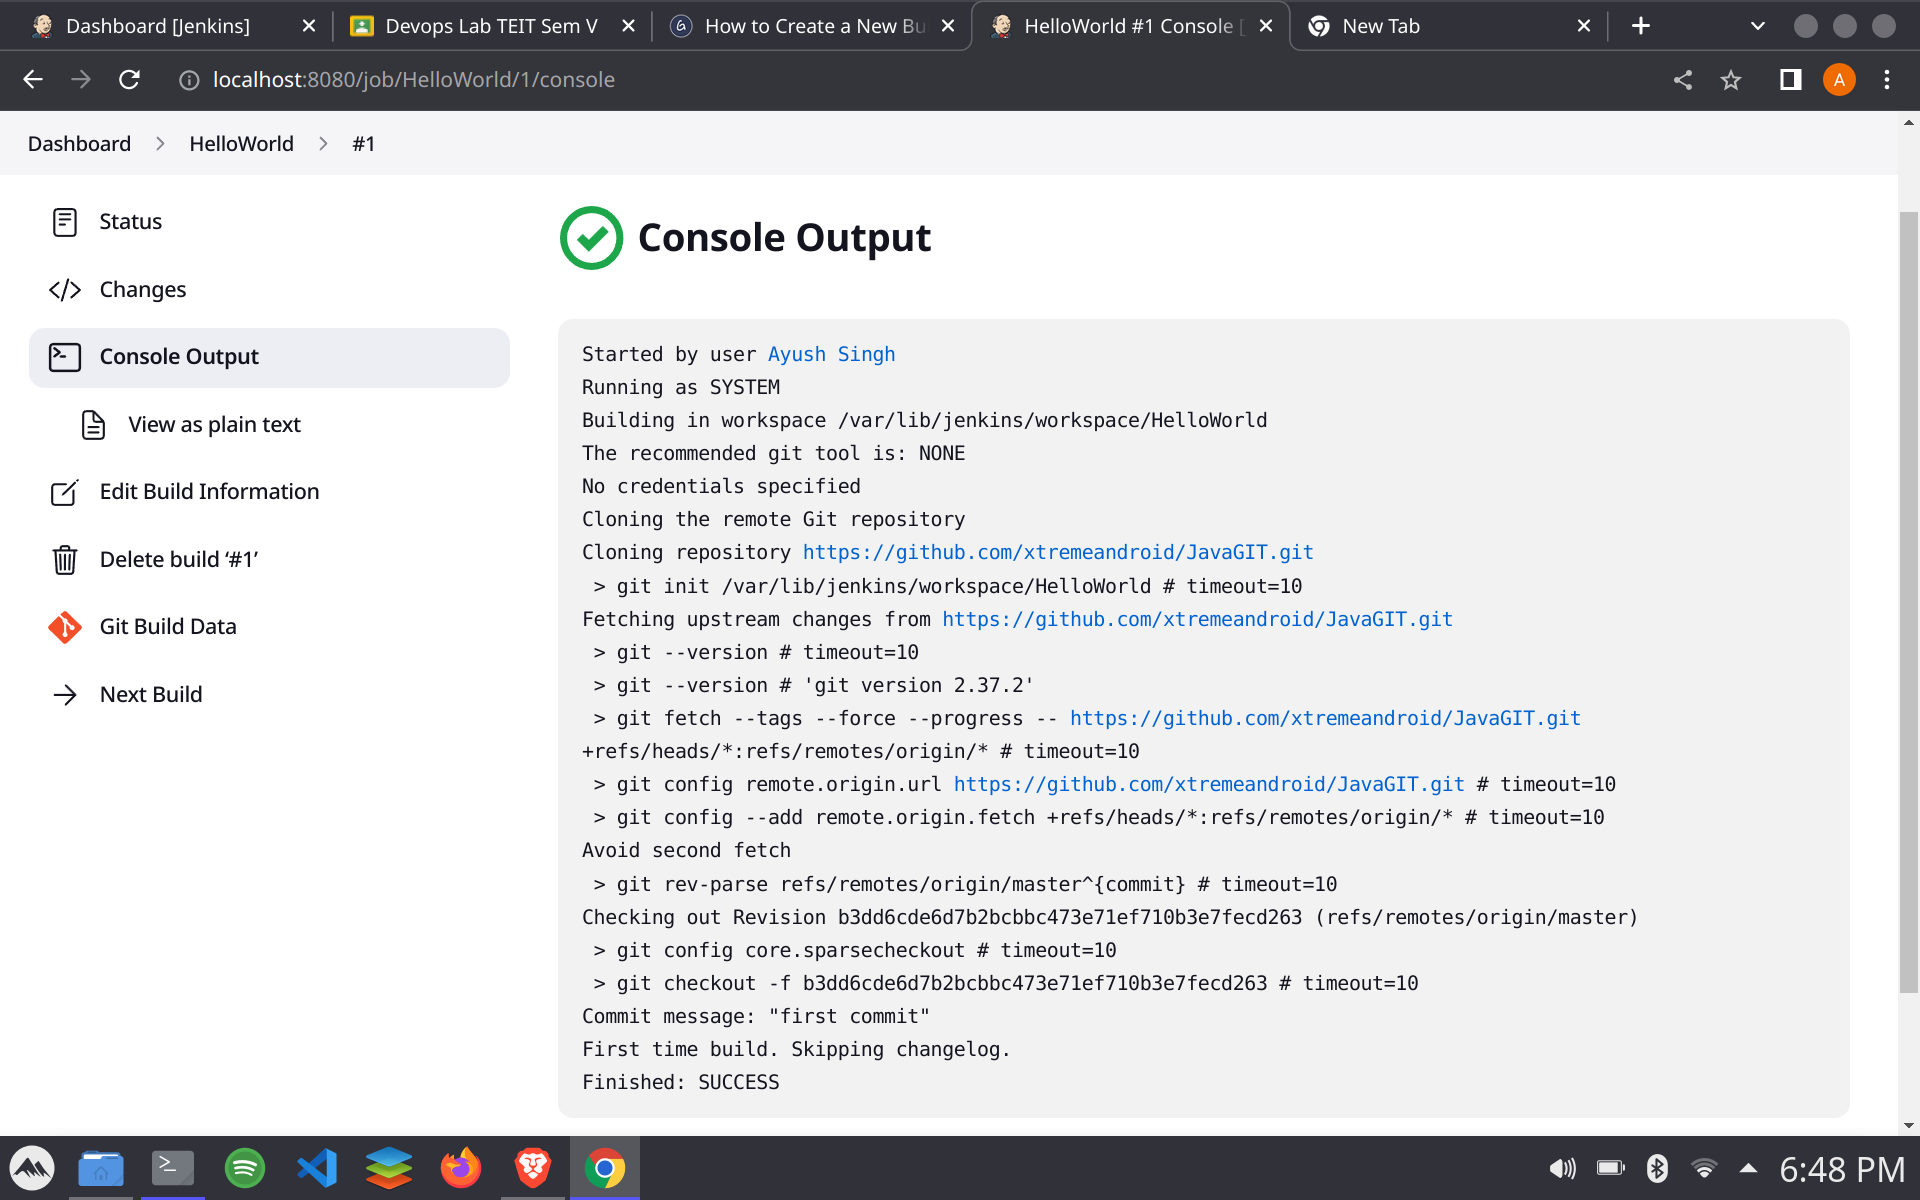 Dashboard [Jenkins]
Devops Lab TEIT Sem V
How to Create a New Bu
HelloWorld #1 Console [
New Tab
localhost:8080/job/HelloWorld/1/console
A
Dashboard > HelloWorld > #1
Status
Changes
Console Output
View as plain text
Edit Build Information
Delete build ‘#1’
Git Build Data
Next Build
Console Output
Started by user Ayush Singh
Running as SYSTEM
Building in workspace /var/lib/jenkins/workspace/HelloWorld
The recommended git tool is: NONE
No credentials specified
Cloning the remote Git repository
Cloning repository https://github.com/xtremeandroid/JavaGIT.git
 > git init /var/lib/jenkins/workspace/HelloWorld # timeout=10
Fetching upstream changes from https://github.com/xtremeandroid/JavaGIT.git
 > git --version # timeout=10
 > git --version # 'git version 2.37.2'
 > git fetch --tags --force --progress -- https://github.com/xtremeandroid/JavaGIT.git
+refs/heads/*:refs/remotes/origin/* # timeout=10
 > git config remote.origin.url https://github.com/xtremeandroid/JavaGIT.git # timeout=10
 > git config --add remote.origin.fetch +refs/heads/*:refs/remotes/origin/* # timeout=10
Avoid second fetch
 > git rev-parse refs/remotes/origin/master^{commit} # timeout=10
Checking out Revision b3dd6cde6d7b2bcbbc473e71ef710b3e7fecd263 (refs/remotes/origin/master)
 > git config core.sparsecheckout # timeout=10
 > git checkout -f b3dd6cde6d7b2bcbbc473e71ef710b3e7fecd263 # timeout=10
Commit message: "first commit"
First time build. Skipping changelog.
Finished: SUCCESS
6:48 PM